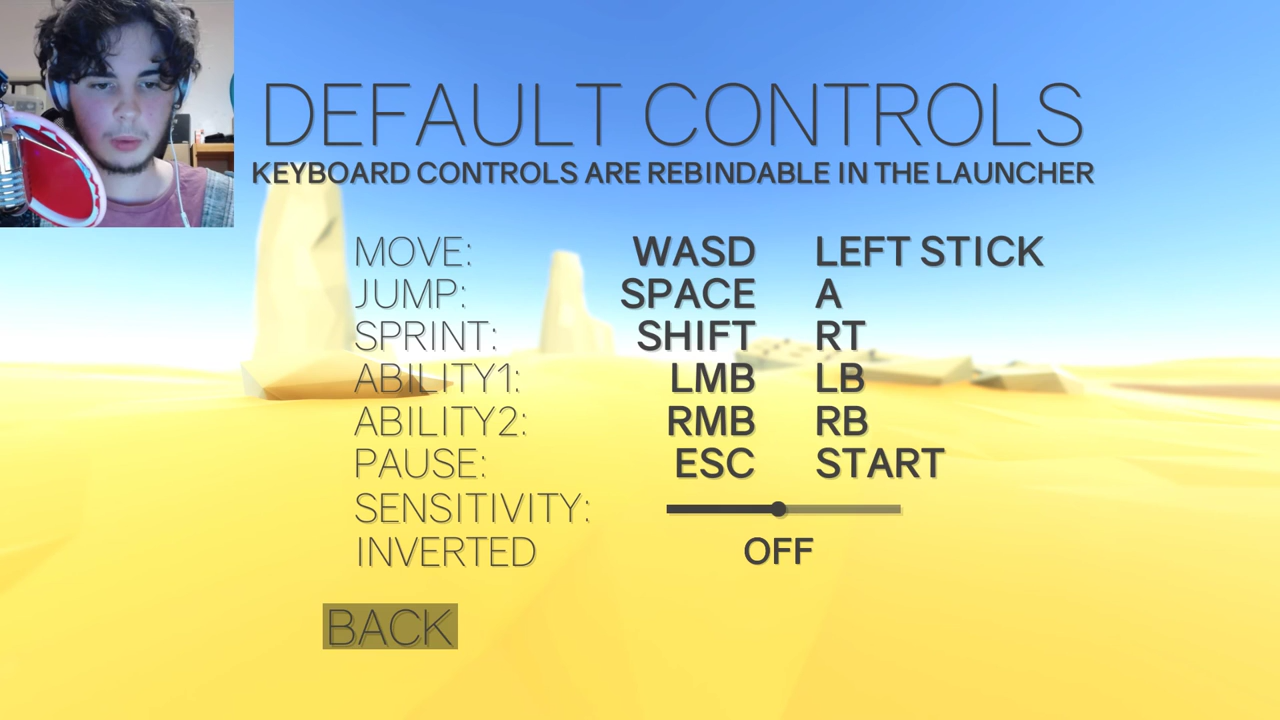 DEFAULT CONTROLS
KEYBOARD CONTROLS ARE REBINDABLE IN THE LAUNCHER
MOVE: WASD LEFT STICK
JUMP: SPACE A
SPRINT: SHIFT RT
ABILITY1: LMB LB
ABILITY2: RMB RB
PAUSE: ESC START
SENSITIVITY:
INVERTED OFF
BACK